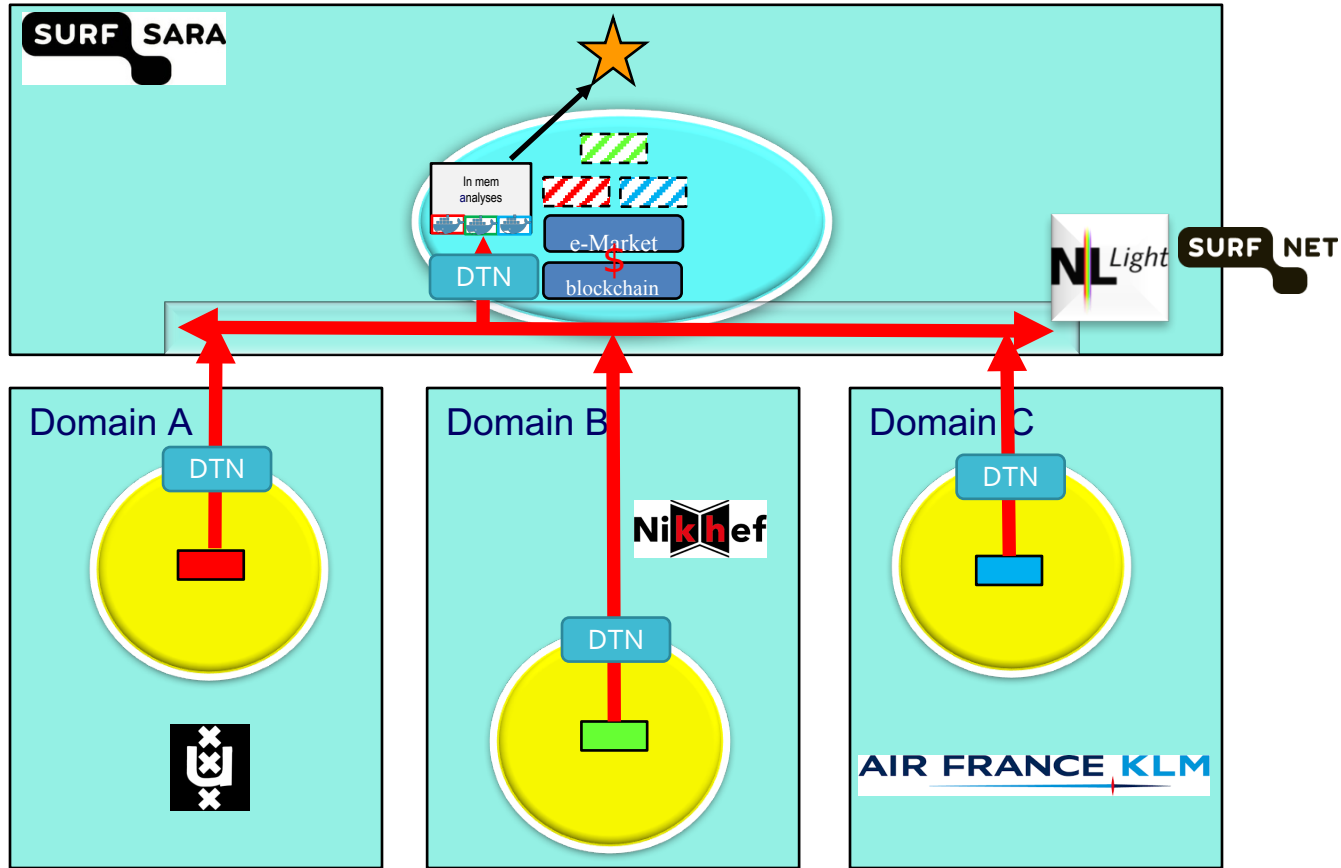 SURF SARA
In mem
analyses
e-Market
$
DTN
blockchain
NL Light
SURF NET
Domain A
Domain B
Domain C
DTN
DTN
Nikhef
DTN
U
AIR FRANCE KLM